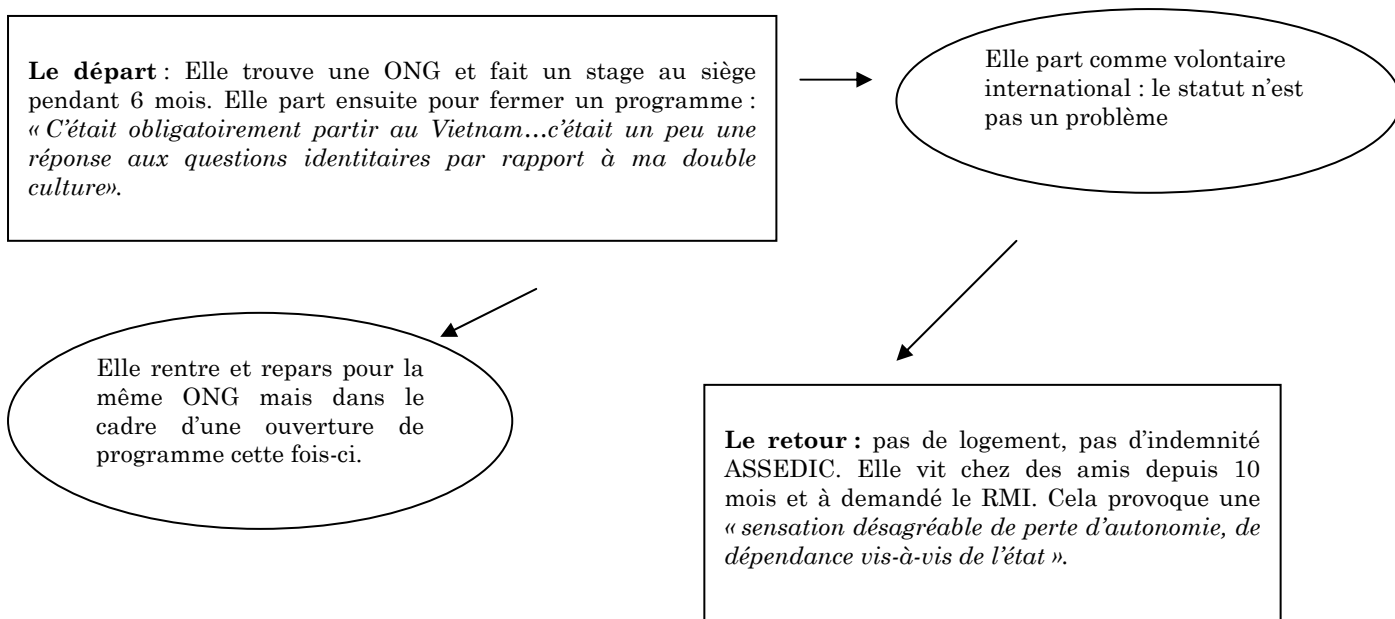 Le départ : Elle trouve une ONG et fait un stage au siège
pendant 6 mois. Elle part ensuite pour fermer un programme :
« C'était obligatoirement partir au Vietnam…c'était un peu une
réponse aux questions identitaires par rapport à ma double
culture».
Elle part comme volontaire
international : le statut n'est
pas un problème
Elle rentre et repars pour la
même ONG mais dans le
cadre d'une ouverture de
programme cette fois-ci.
Le retour : pas de logement, pas d'indemnité
ASSEDIC. Elle vit chez des amis depuis 10
mois et à demandé le RMI. Cela provoque une
« sensation désagréable de perte d'autonomie, de
dépendance vis-à-vis de l'état ».